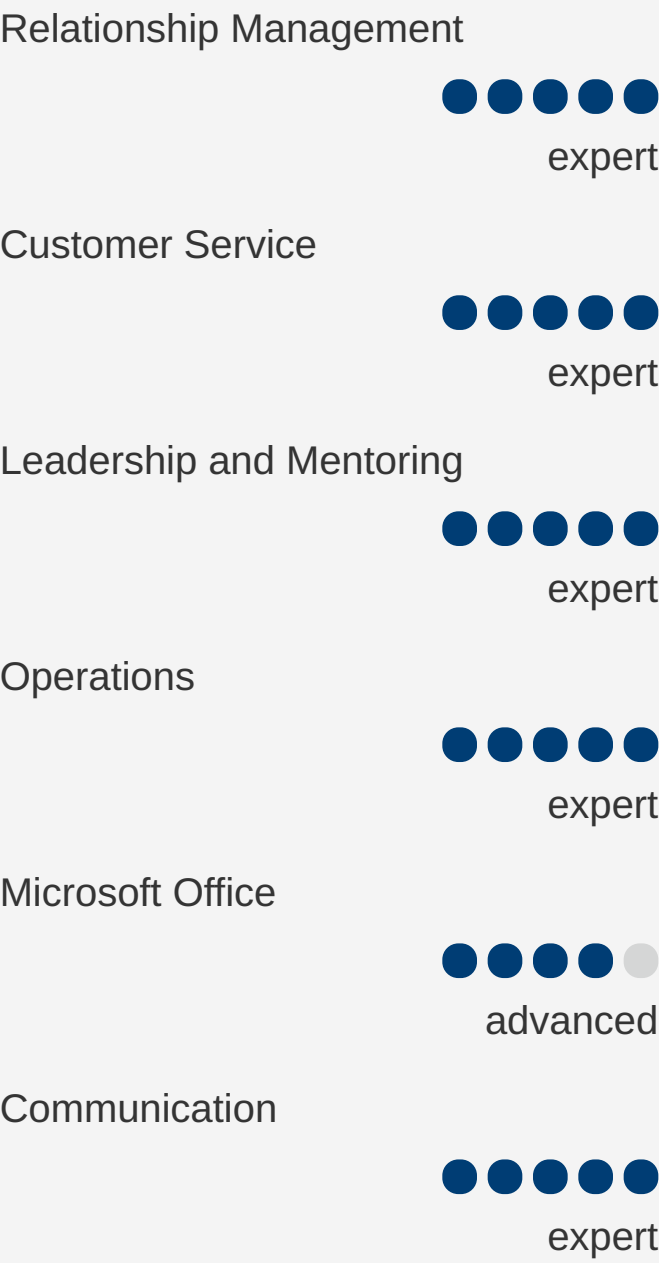 Relationship Management
expert
Customer Service
expert
Leadership and Mentoring
expert
Operations
expert
Microsoft Office
advanced
Communication
expert